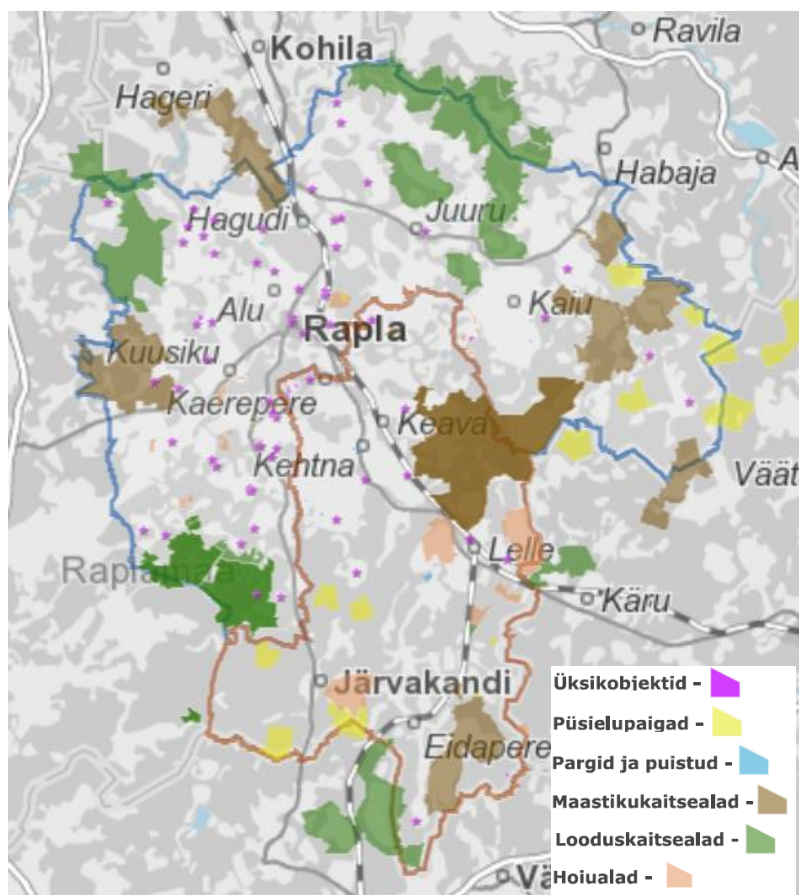 Kohila
Ravila
Hageri
Habaja
A
Hagudi
Juuru
Alu
Kaiu
Rapla
Kuusiku
Kaerepere
Keava
Kehtna
Väät
Lelle
Raplamaa
Käru
Järvakandi
Eidapere
Üksikobjektid -
Püsielupaigad -
Pargid ja puistud -
Maastikukaitsealad -
Looduskaitsealad -
Hoiualad -
Vä